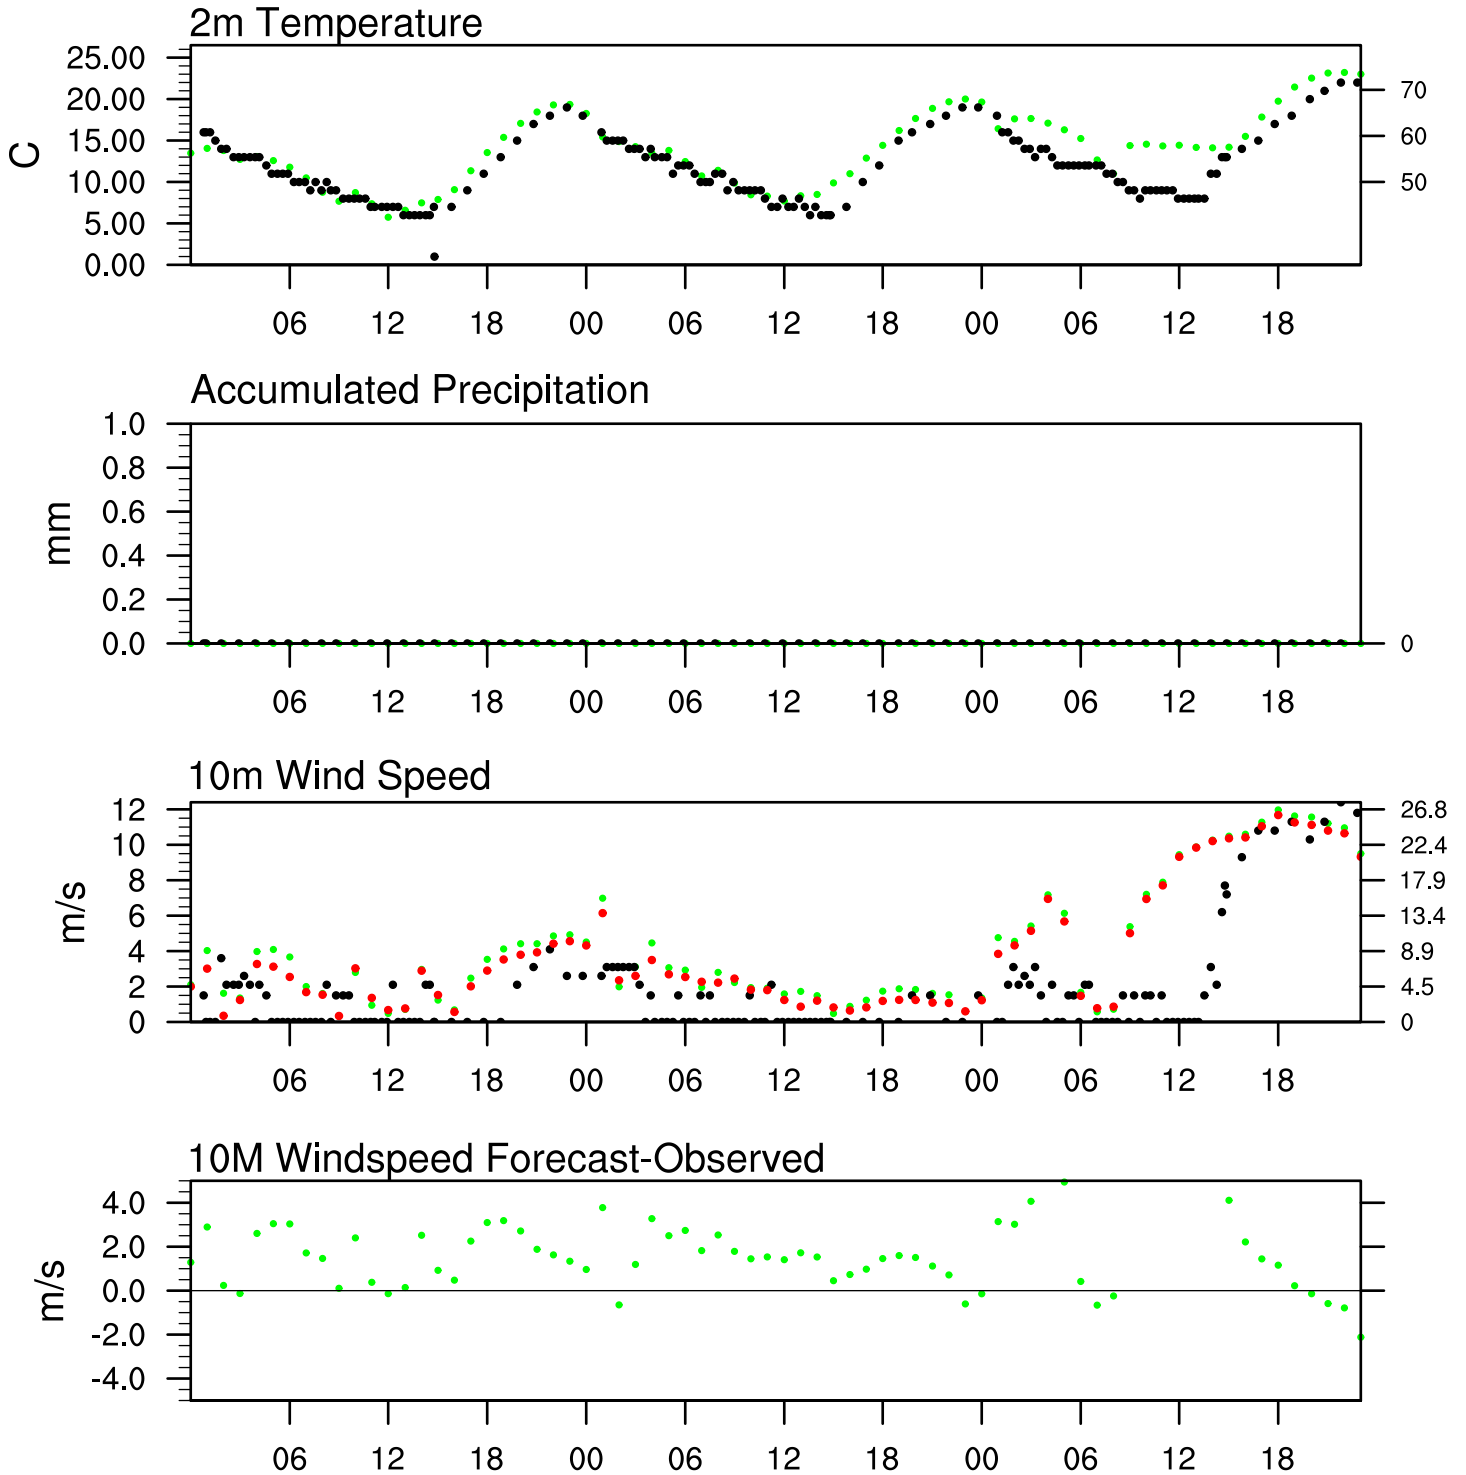 2m Temperature
25.00
20.00
15.00
10.00
5.00
0.00
C
70
60
50
06 12 18 00 06 12 18 00 06 12 18
Accumulated Precipitation
1.0
0.8
0.6
0.4
0.2
0.0
mm
0
06 12 18 00 06 12 18 00 06 12 18
10m Wind Speed
12
10
8
6
4
2
0
m/s
26.8
22.4
17.9
13.4
8.9
4.5
0
06 12 18 00 06 12 18 00 06 12 18
10M Windspeed Forecast-Observed
4.0
2.0
0.0
-2.0
-4.0
m/s
06 12 18 00 06 12 18 00 06 12 18